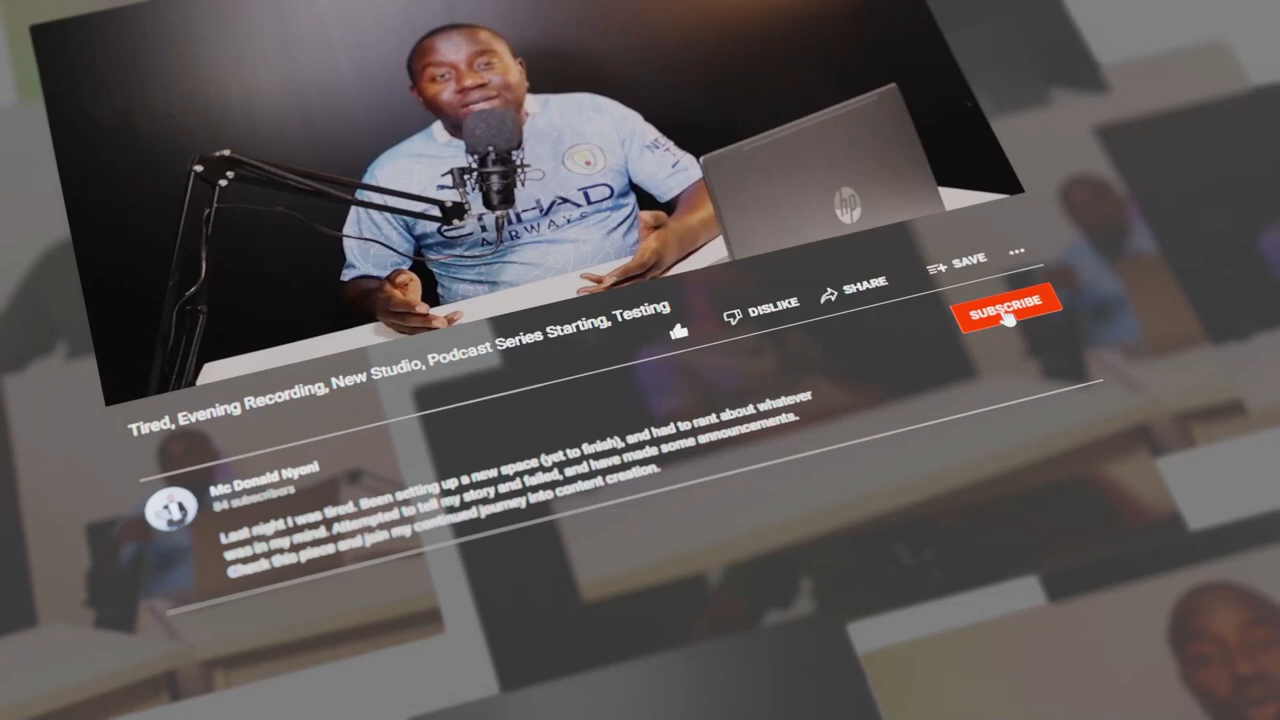 ETIHAD
AIRWAYS
hp
Tired, Evening Recording, New Studio, Podcast Series Starting, Testing
DISLIKE
SHARE
SAVE
SUBSCRIBE
Mc Donald Nyoni
84 subscribers
Last night I was tired. Been setting up a new space (yet to finish), and had to rant about whatever
was in my mind. Attempted to tell my story and failed, and have made some announcements.
Check this piece and join my continued journey into content creation.